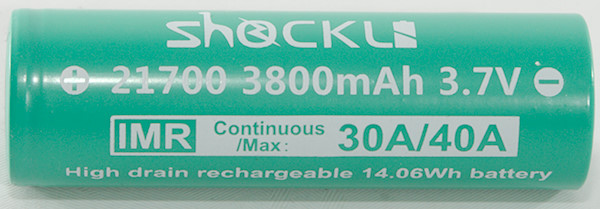 ShOCKLi
⊕ 21700 3800mAh 3.7V ⊖
IMR Continuous /Max: 30A/40A
High drain rechargeable 14.06Wh battery